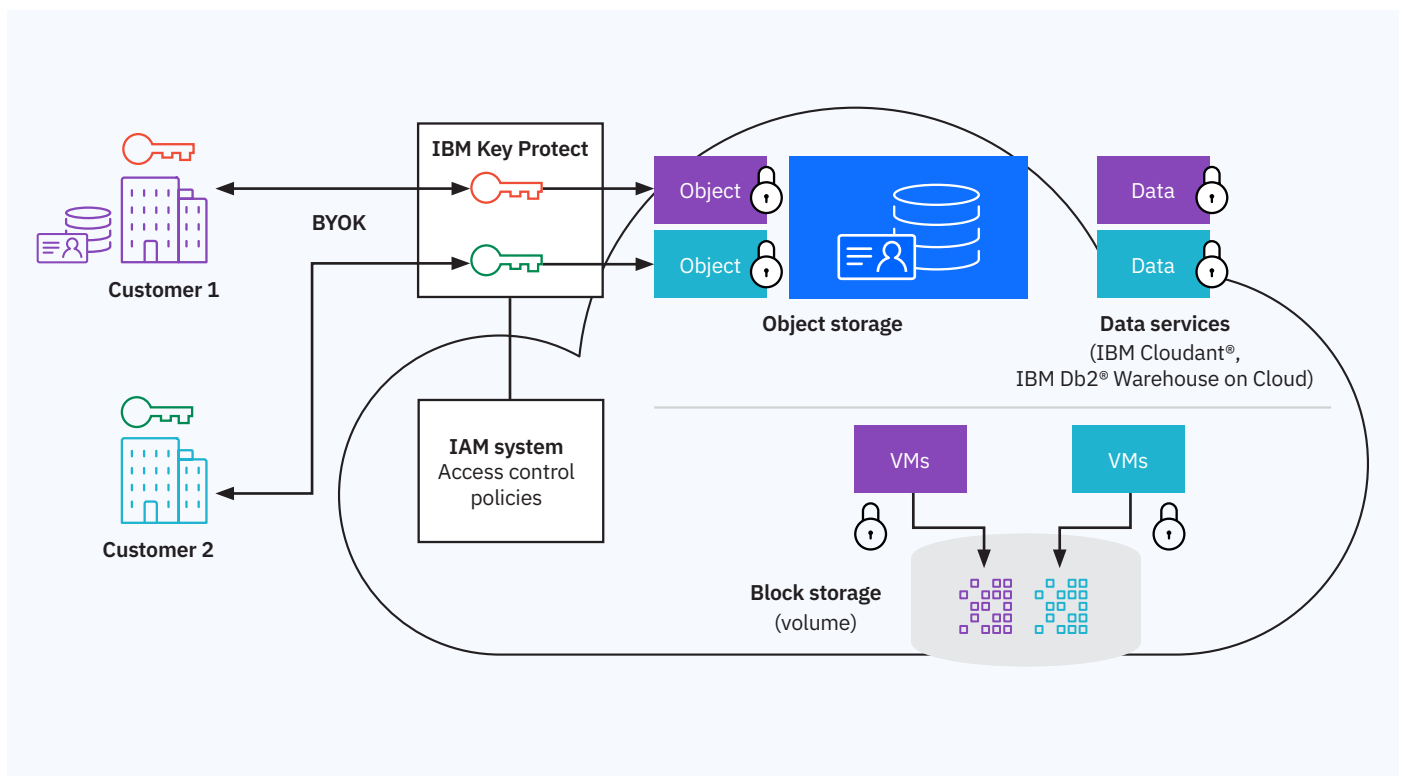 IBM Key Protect
BYOK
Customer 1
Customer 2
IAM system
Access control
policies
Object
Object
Object storage
Data
Data
Data services
(IBM Cloudant®,
IBM Db2® Warehouse on Cloud)
VMs
VMs
Block storage
(volume)